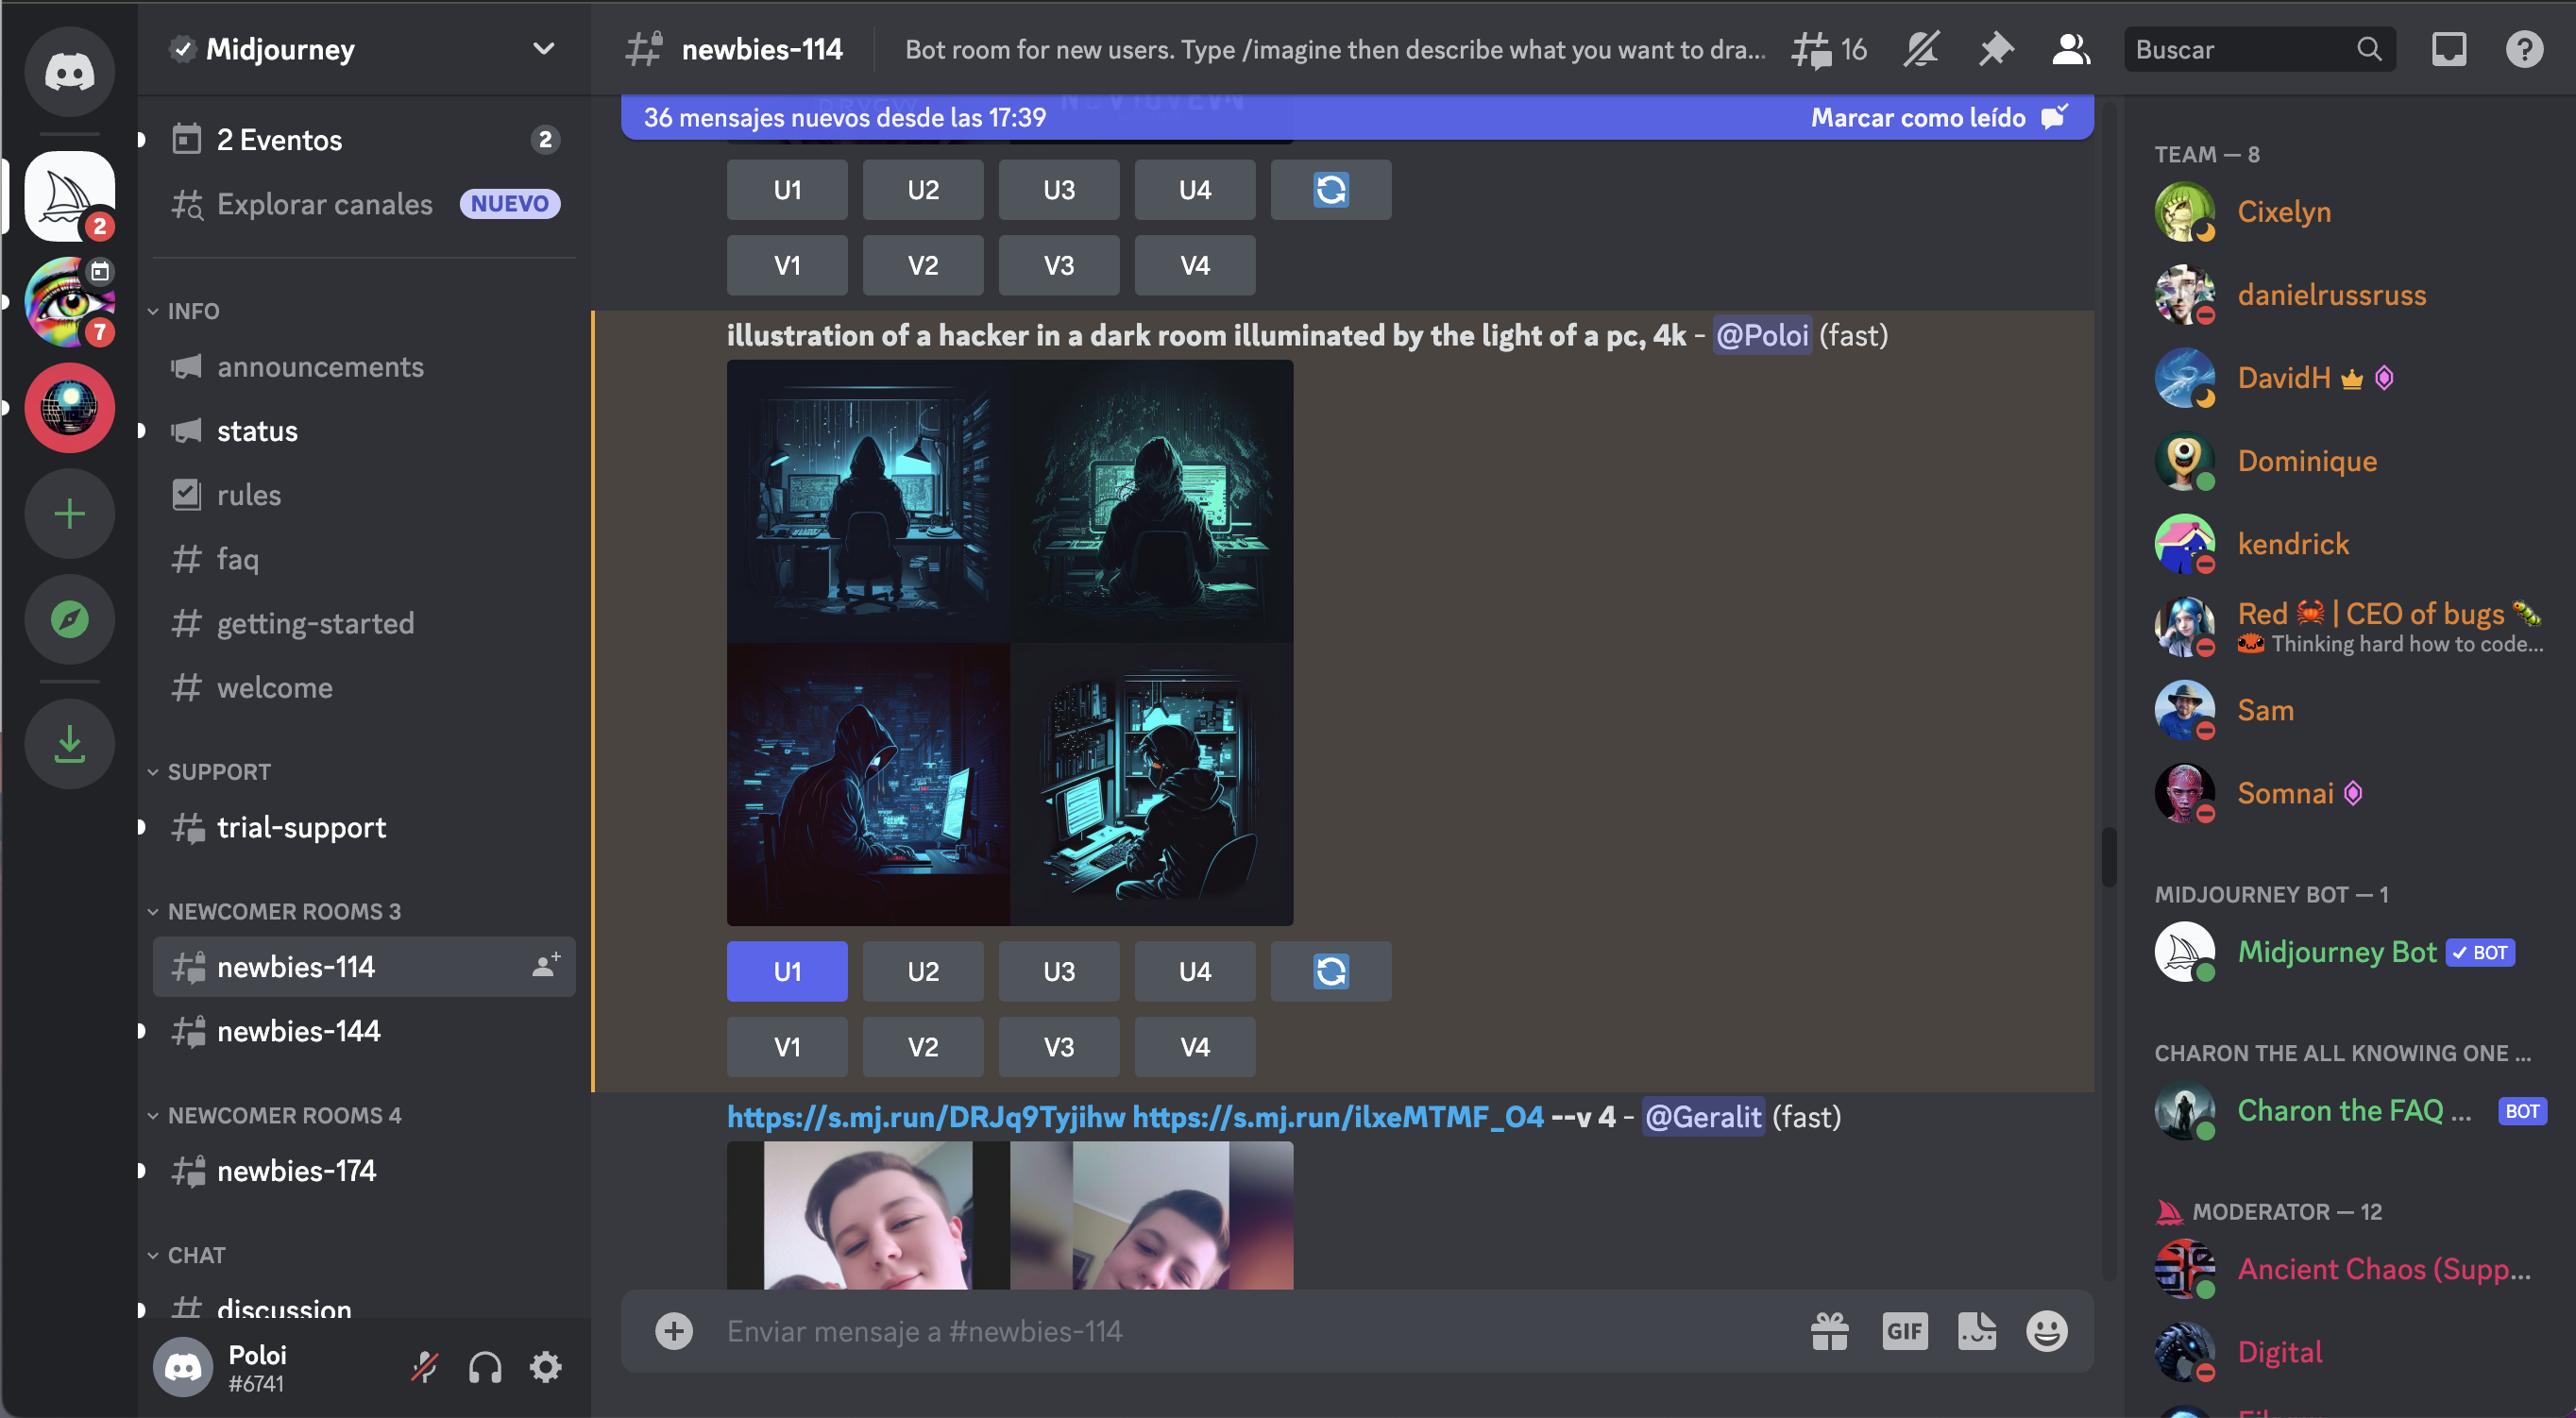 Midjourney
2 Eventos
2
Explorar canales
NUEVO
2
7
INFO
announcements
status
rules
faq
getting-started
welcome
SUPPORT
trial-support
NEWCOMER ROOMS 3
newbies-114
newbies-144
NEWCOMER ROOMS 4
newbies-174
CHAT
discussion
Poloi
#6741
newbies-114
Bot room for new users. Type /imagine then describe what you want to dra...
16
Buscar
36 mensajes nuevos desde las 17:39
Marcar como leído
U1 U2 U3 U4
V1 V2 V3 V4
illustration of a hacker in a dark room illuminated by the light of a pc, 4k - @Poloi (fast)
U1 U2 U3 U4
V1 V2 V3 V4
https://s.mj.run/DRJq9Tyjihw https://s.mj.run/ilxeMTMF_O4 --v 4 - @Geralit (fast)
Enviar mensaje a #newbies-114
GIF
TEAM — 8
Cixelyn
danielrussruss
DavidH
Dominique
kendrick
Red 🦀 | CEO of bugs 🐛
Thinking hard how to code...
Sam
Somnai
MIDJOURNEY BOT — 1
Midjourney Bot
BOT
CHARON THE ALL KNOWING ONE ...
Charon the FAQ ...
BOT
MODERATOR — 12
Ancient Chaos (Supp...
Digital